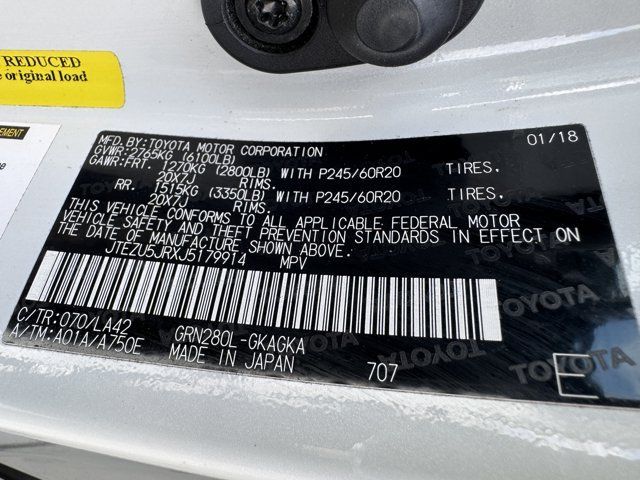 REDUCED
e original load
EMENT
MFD. BY: TOYOTA MOTOR CORPORATION 01/18
GVWR: 2765KG (6100LB)
GAWR: FRT. 1270KG (2800LB) WITH P245/60R20 TIRES,
20X7J RIMS.
RR. 1515KG (3350LB) WITH P245/60R20 TIRES,
20X7J RIMS.
THIS VEHICLE CONFORMS TO ALL APPLICABLE FEDERAL MOTOR
VEHICLE SAFETY AND THEFT PREVENTION STANDARDS IN EFFECT ON
THE DATE OF MANUFACTURE SHOWN ABOVE.
JTEZU5JRXJ5179914 MPV
C/TR: 070/LA42 GRN280L-GKAGKA
A/TM: A01A/A750E MADE IN JAPAN 707
E
TOYOTA